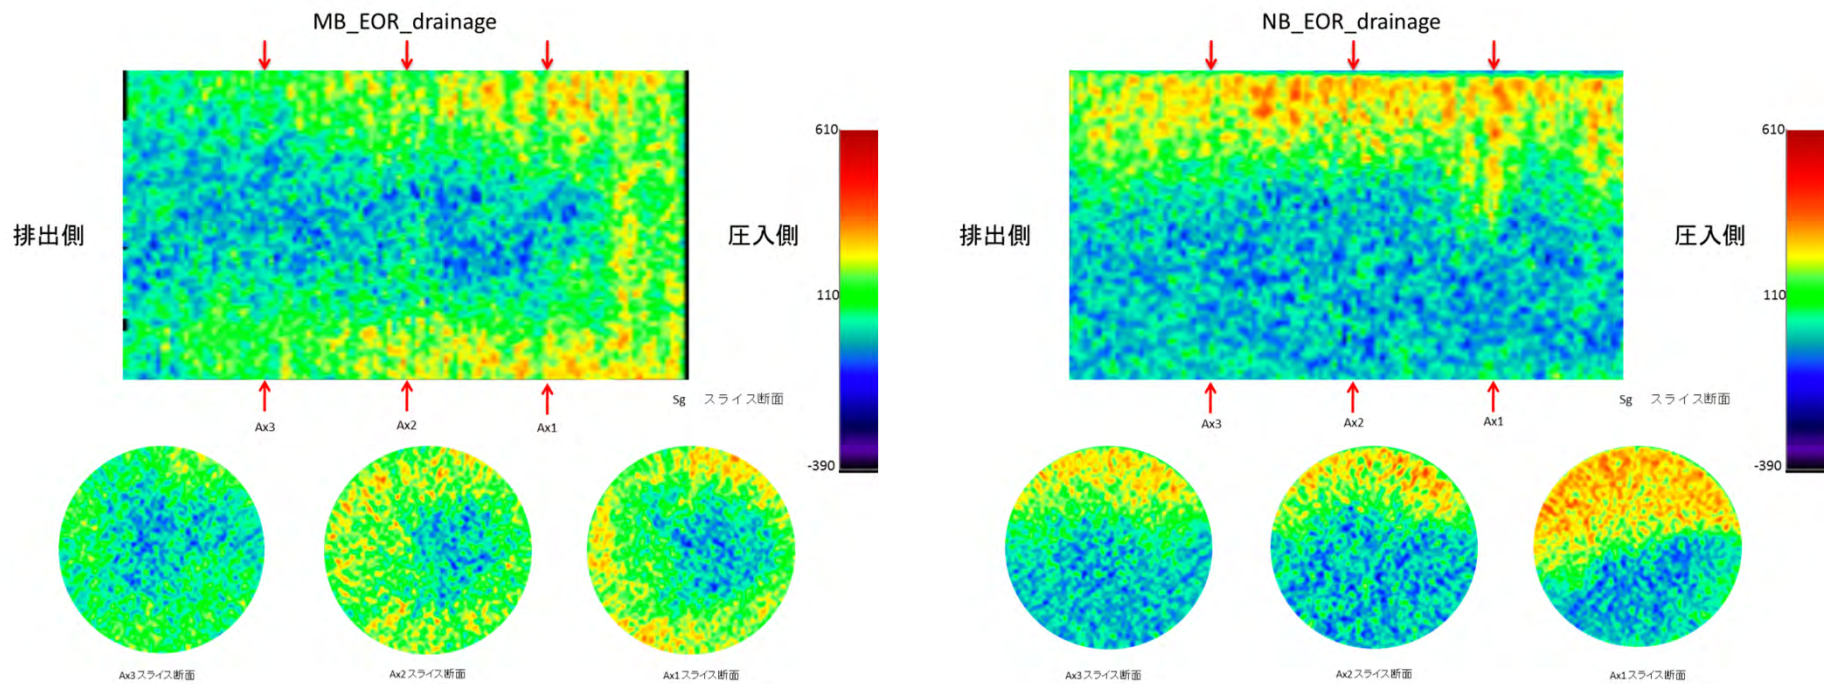 MB_EOR_drainage
610
排出側
圧入側
110
-390
Sg スライス断面
Ax3
Ax2
Ax1
Ax3スライス断面
Ax2スライス断面
Ax1スライス断面
NB_EOR_drainage
610
排出側
圧入側
110
-390
Sg スライス断面
Ax3
Ax2
Ax1
Ax3スライス断面
Ax2スライス断面
Ax1スライス断面